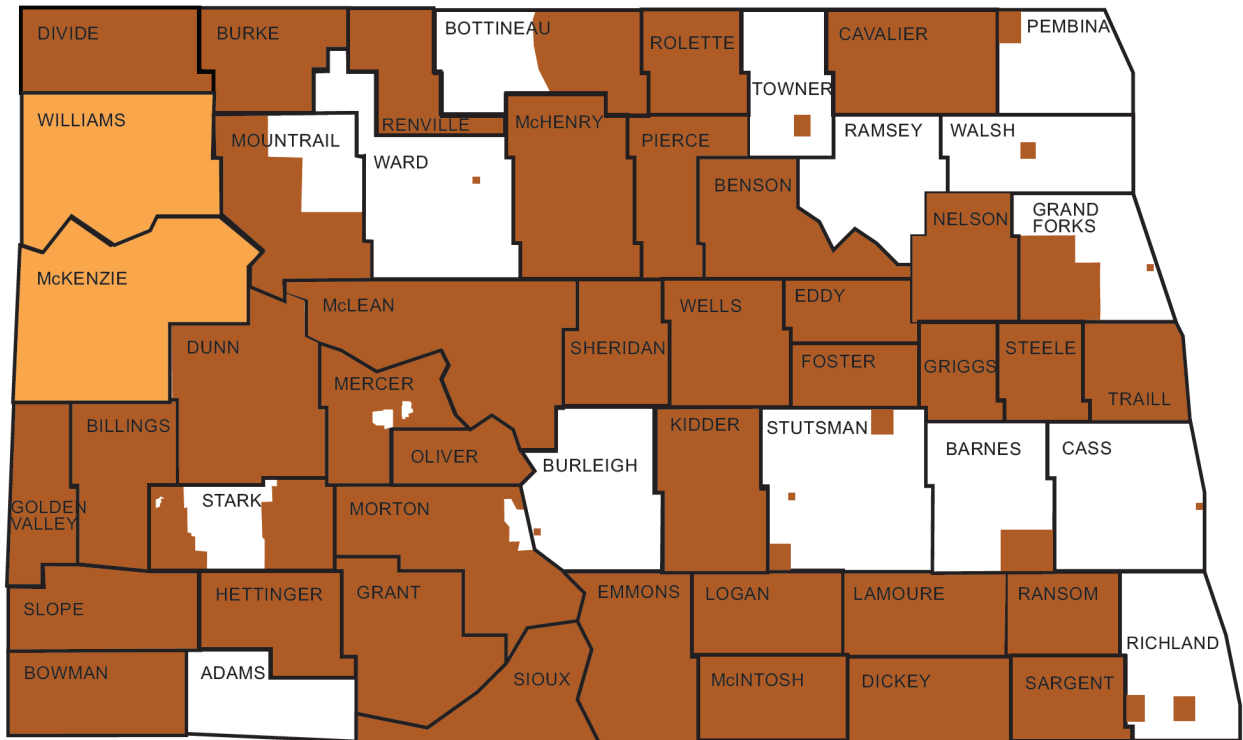 DIVIDE
BURKE
BOTTINEAU
ROLETTE
CAVALIER
PEMBINA
TOWNER
WILLIAMS
MOUNTRAIL
RENVILLE
McHENRY
PIERCE
RAMSEY
WALSH
WARD
BENSON
NELSON
GRAND
FORKS
McKENZIE
McLEAN
WELLS
EDDY
DUNN
SHERIDAN
FOSTER
GRIGGS
STEELE
TRAILL
MERCER
BILLINGS
KIDDER
STUTSMAN
BARNES
CASS
OLIVER
BURLEIGH
GOLDEN
VALLEY
STARK
MORTON
SLOPE
HETTINGER
GRANT
EMMONS
LOGAN
LAMOURE
RANSOM
RICHLAND
BOWMAN
ADAMS
SIOUX
McINTOSH
DICKEY
SARGENT